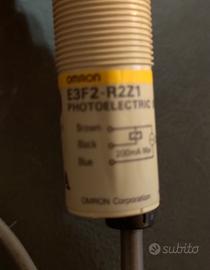 OMRON
E3F2-R2Z1
PHOTOELECTRIC
Brown
Black
200mA Max
Blue
OMRON Corporation
subito